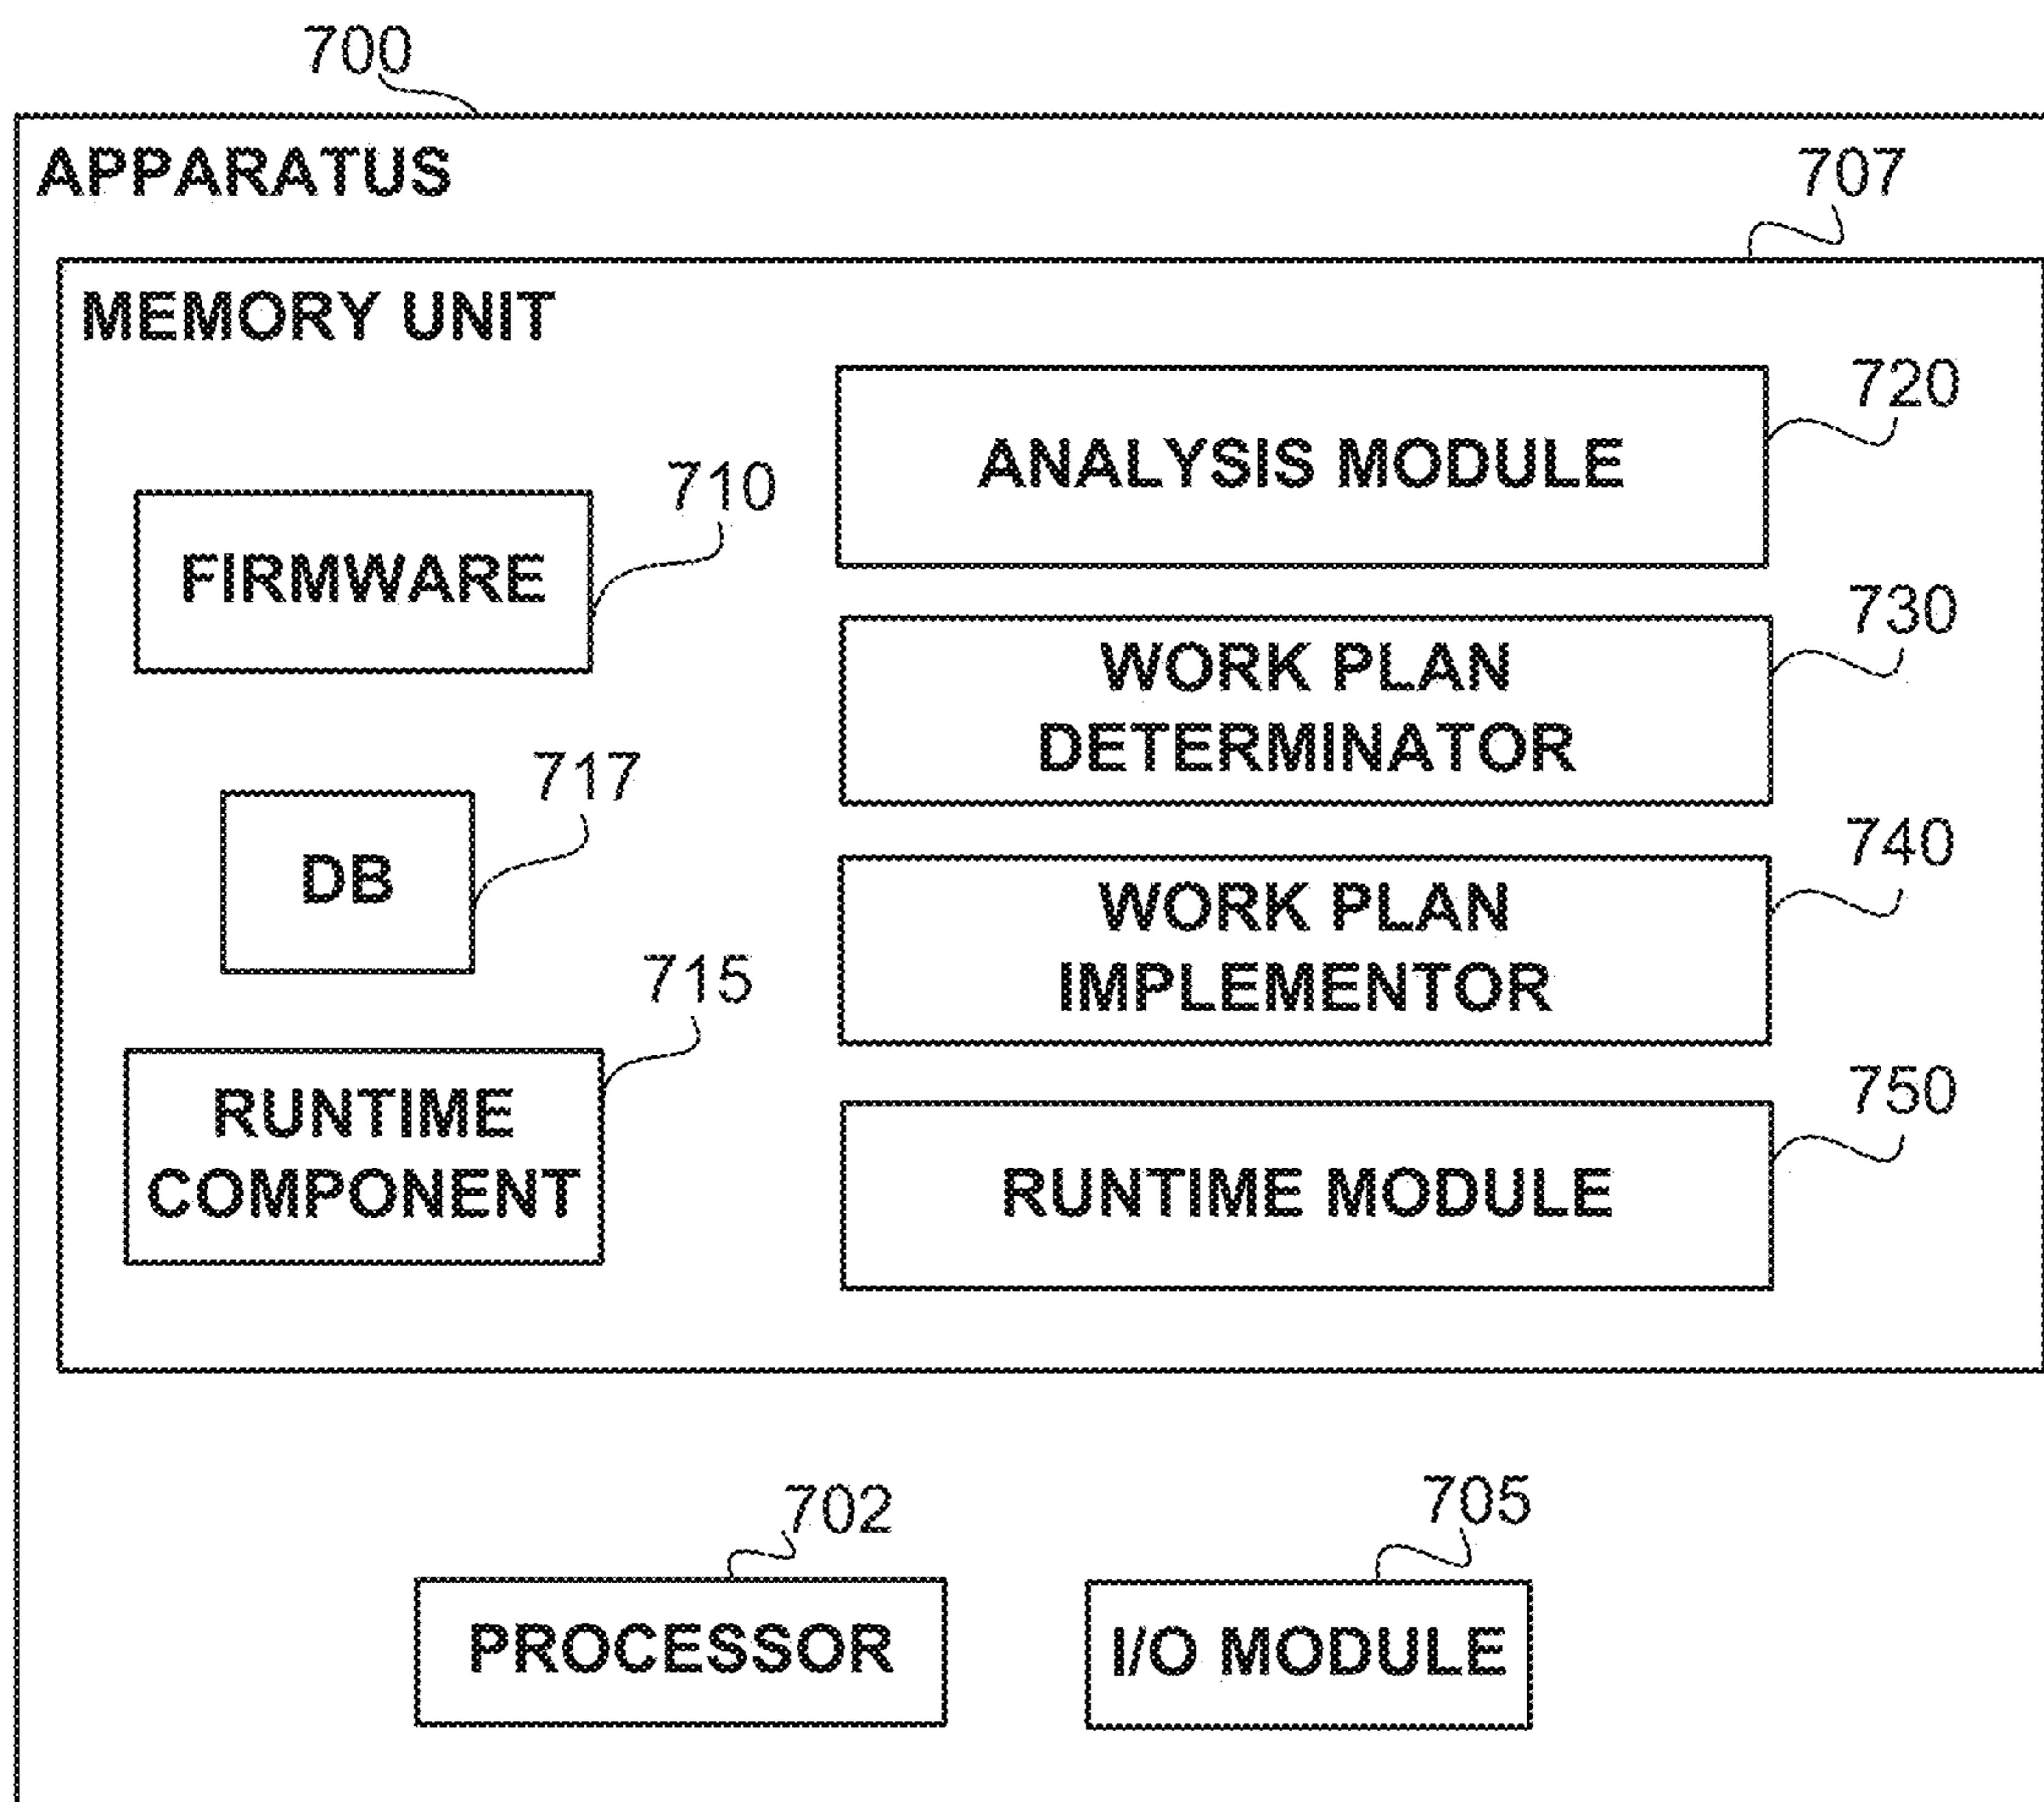 700
APPARATUS
707
MEMORY UNIT
720
ANALYSIS MODULE
710
FIRMWARE
730
WORK PLAN
DETERMINATOR
717
DB
740
WORK PLAN
IMPLEMENTOR
715
RUNTIME
COMPONENT
750
RUNTIME MODULE
702
PROCESSOR
705
I/O MODULE